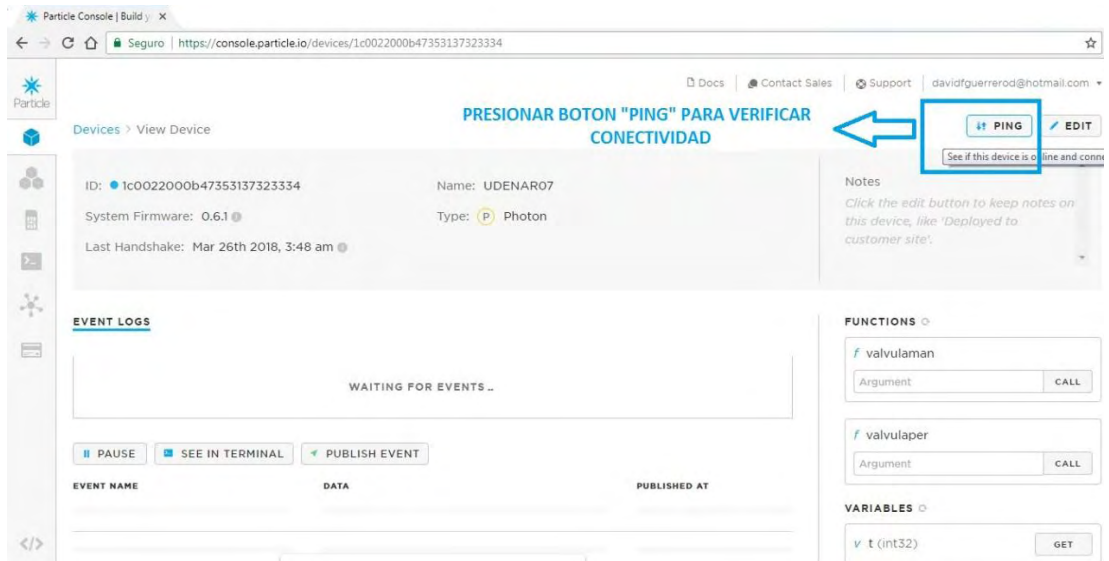 Particle Console | Build y
Seguro | https://console.particle.io/devices/1c0022000b47353137323334
Particle
Docs
Contact Sales
Support
davidfguerrerod@hotmail.com
Devices > View Device
PRESIONAR BOTON "PING" PARA VERIFICAR
CONECTIVIDAD
PING
EDIT
See if this device is online and conne
ID: 1c0022000b47353137323334
Name: UDENAR07
System Firmware: 0.6.1
Type: P Photon
Last Handshake: Mar 26th 2018, 3:48 am
Notes
Click the edit button to keep notes on
this device, like 'Deployed to
customer site'.
EVENT LOGS
WAITING FOR EVENTS...
PAUSE
SEE IN TERMINAL
PUBLISH EVENT
EVENT NAME
DATA
PUBLISHED AT
FUNCTIONS
f valvulaman
Argument
CALL
f valvulaper
Argument
CALL
VARIABLES
v t (int32)
GET